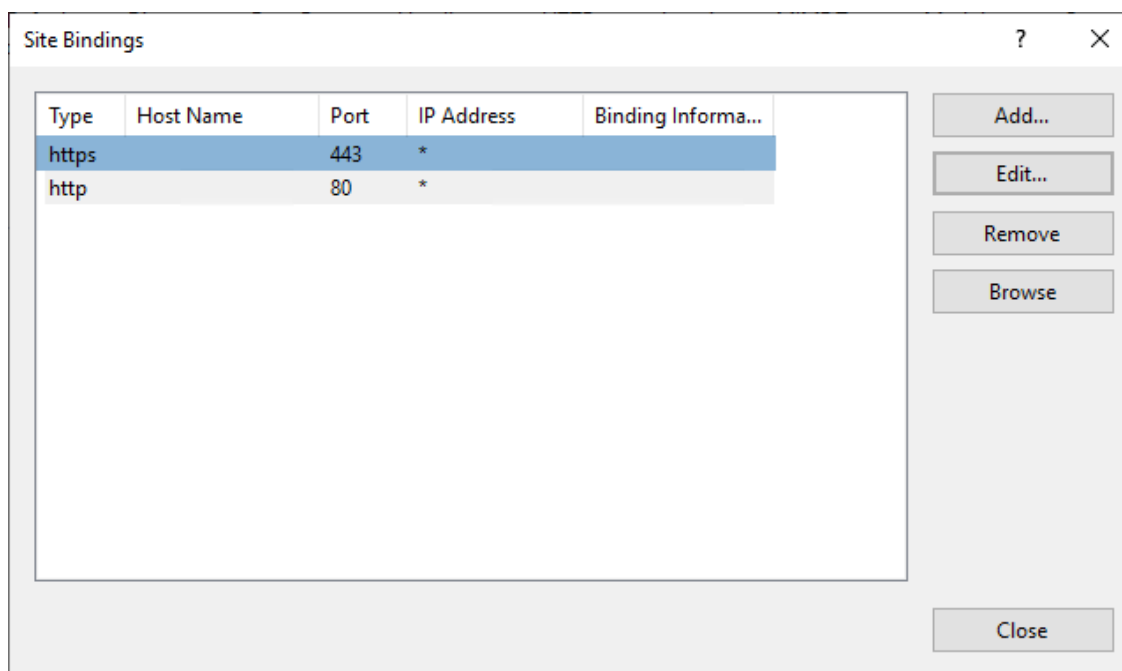 Site Bindings ?
Type Host Name Port IP Address Binding Informa... Add...
https 443 *
http 80 * Edit...
Remove
Browse
Close